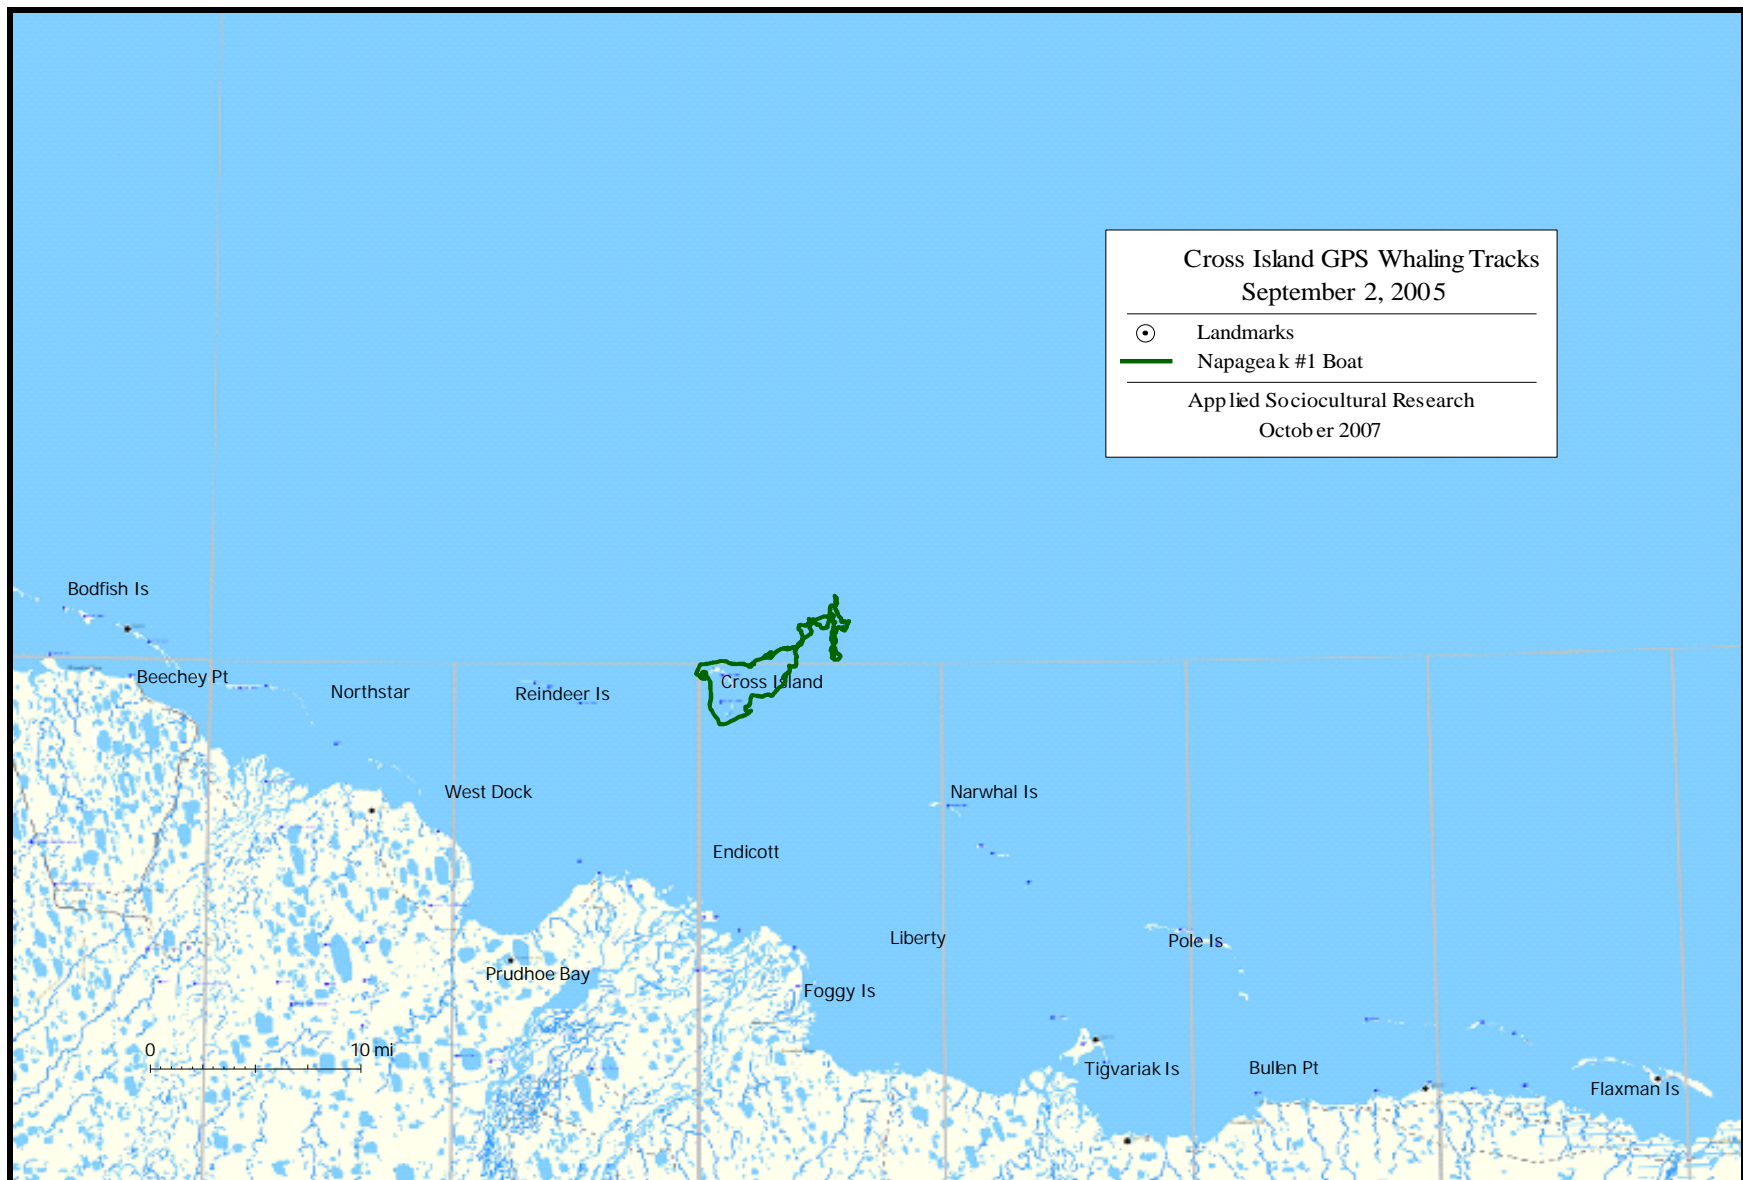 Cross Island GPS Whaling Tracks
September 2, 2005
Landmarks
Napageak #1 Boat
Applied Sociocultural Research
October 2007
Bodfish Is
Beechey Pt
Northstar
Reindeer Is
Cross Island
West Dock
Narwhal Is
Endicott
Liberty
Pole Is
Prudhoe Bay
Foggy Is
0 10 mi
Tigvariak Is
Bullen Pt
Flaxman Is